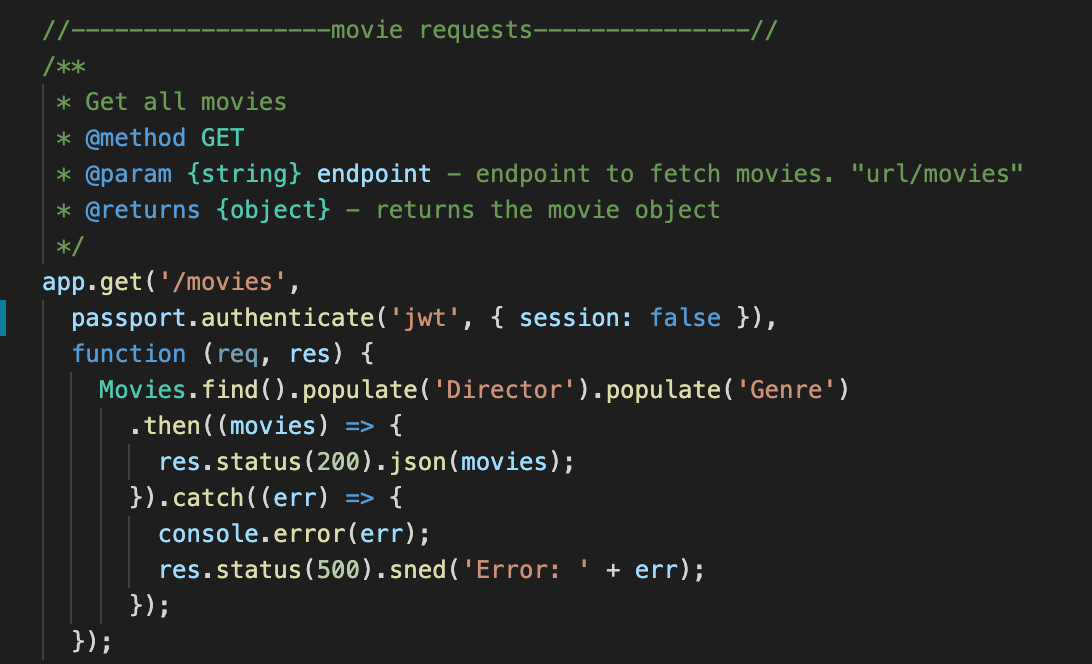 //------------------movie requests---------------//
/**
* Get all movies
* @method GET
* @param {string} endpoint - endpoint to fetch movies. "url/movies"
* @returns {object} - returns the movie object
*/
app.get('/movies',
passport.authenticate('jwt', { session: false }),
function (req, res) {
Movies.find().populate('Director').populate('Genre')
.then((movies) => {
res.status(200).json(movies);
}).catch((err) => {
console.error(err);
res.status(500).sned('Error: ' + err);
});
});